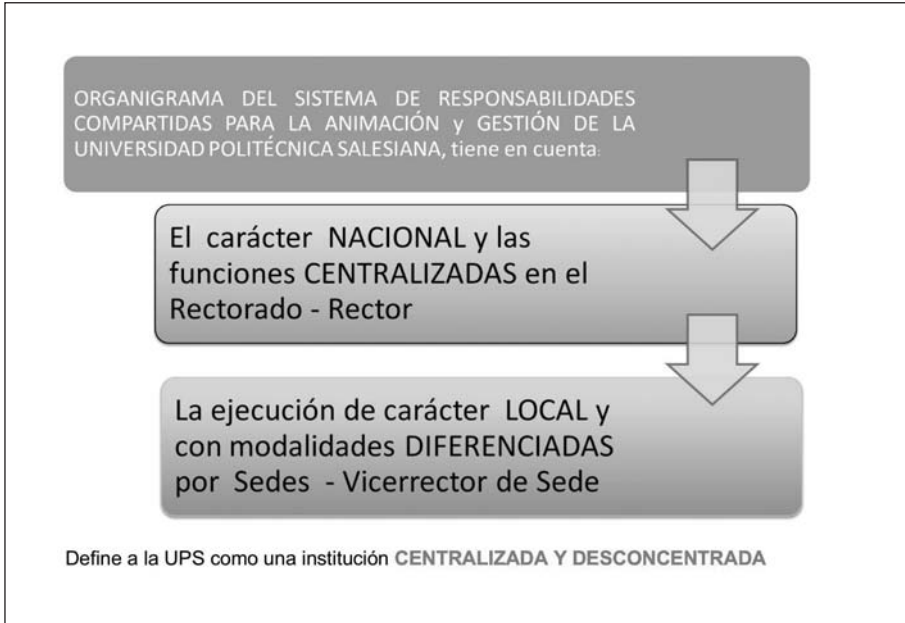 ORGANIGRAMA DEL SISTEMA DE RESPONSABILIDADES
COMPARTIDAS PARA LA ANIMACIÓN y GESTIÓN DE LA
UNIVERSIDAD POLITÉCNICA SALESIANA, tiene en cuenta:
El carácter NACIONAL y las
funciones CENTRALIZADAS en el
Rectorado - Rector
La ejecución de carácter LOCAL y
con modalidades DIFERENCIADAS
por Sedes - Vicerrector de Sede
Define a la UPS como una institución CENTRALIZADA Y DESCONCENTRADA